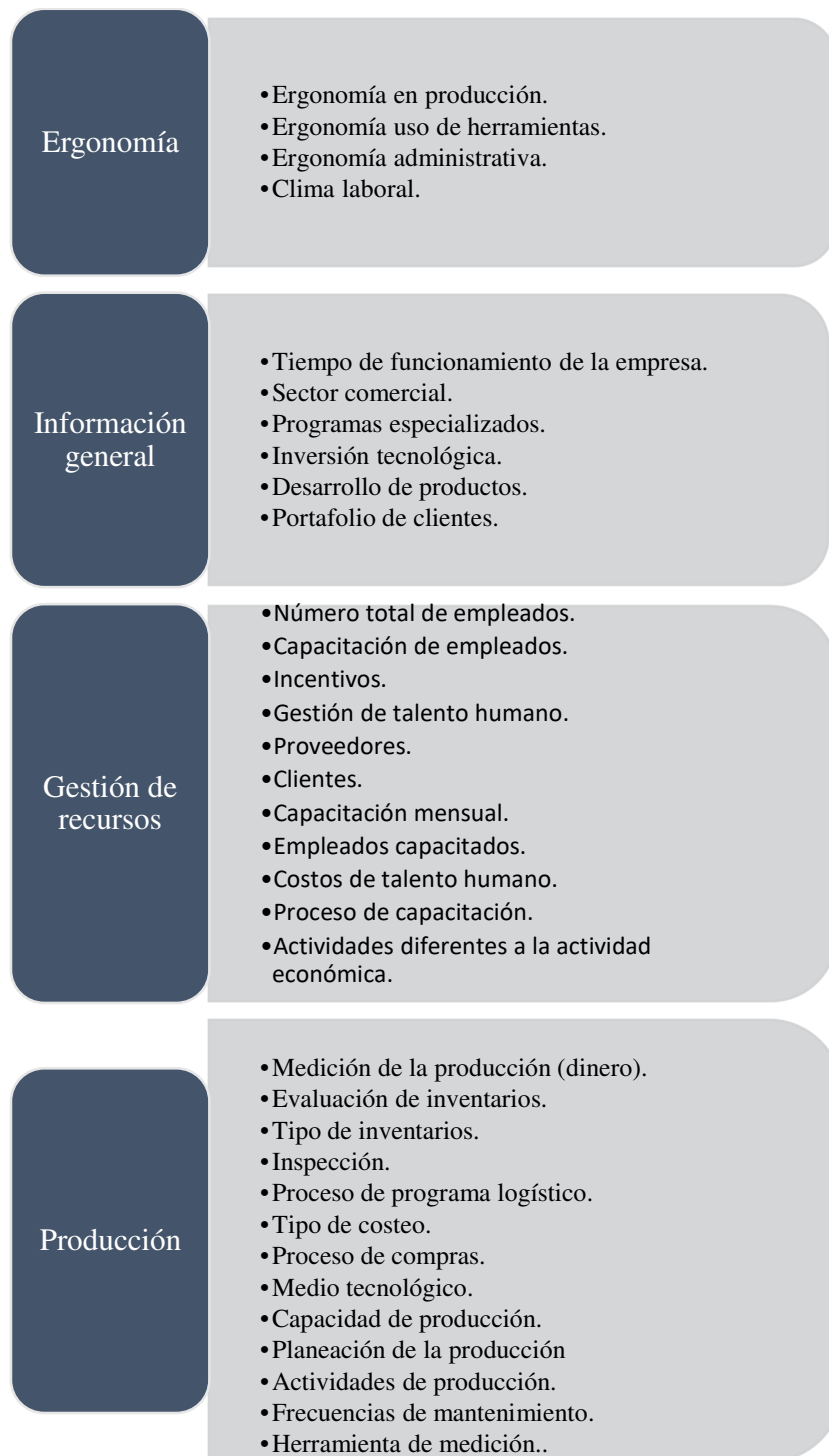 Ergonomía
•Ergonomía en producción.
•Ergonomía uso de herramientas.
•Ergonomía administrativa.
•Clima laboral.
Información
general
•Tiempo de funcionamiento de la empresa.
•Sector comercial.
•Programas especializados.
•Inversión tecnológica.
•Desarrollo de productos.
•Portafolio de clientes.
Gestión de
recursos
•Número total de empleados.
•Capacitación de empleados.
•Incentivos.
•Gestión de talento humano.
•Proveedores.
•Clientes.
•Capacitación mensual.
•Empleados capacitados.
•Costos de talento humano.
•Proceso de capacitación.
•Actividades diferentes a la actividad
económica.
Producción
•Medición de la producción (dinero).
•Evaluación de inventarios.
•Tipo de inventarios.
•Inspección.
•Proceso de programa logístico.
•Tipo de costeo.
•Proceso de compras.
•Medio tecnológico.
•Capacidad de producción.
•Planeación de la producción
•Actividades de producción.
•Frecuencias de mantenimiento.
•Herramienta de medición..